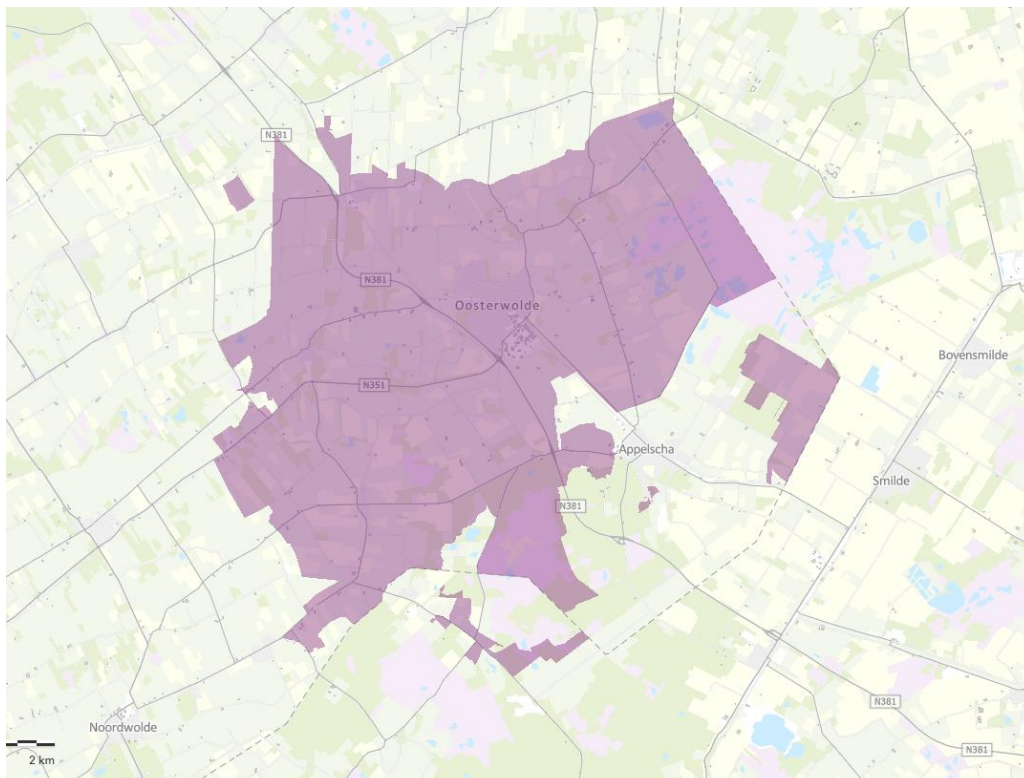 N381
N381
Oosterwolde
Bovensmilde
N351
Appelscha
Smilde
N381
N381
Noordwolde
N381
2 km